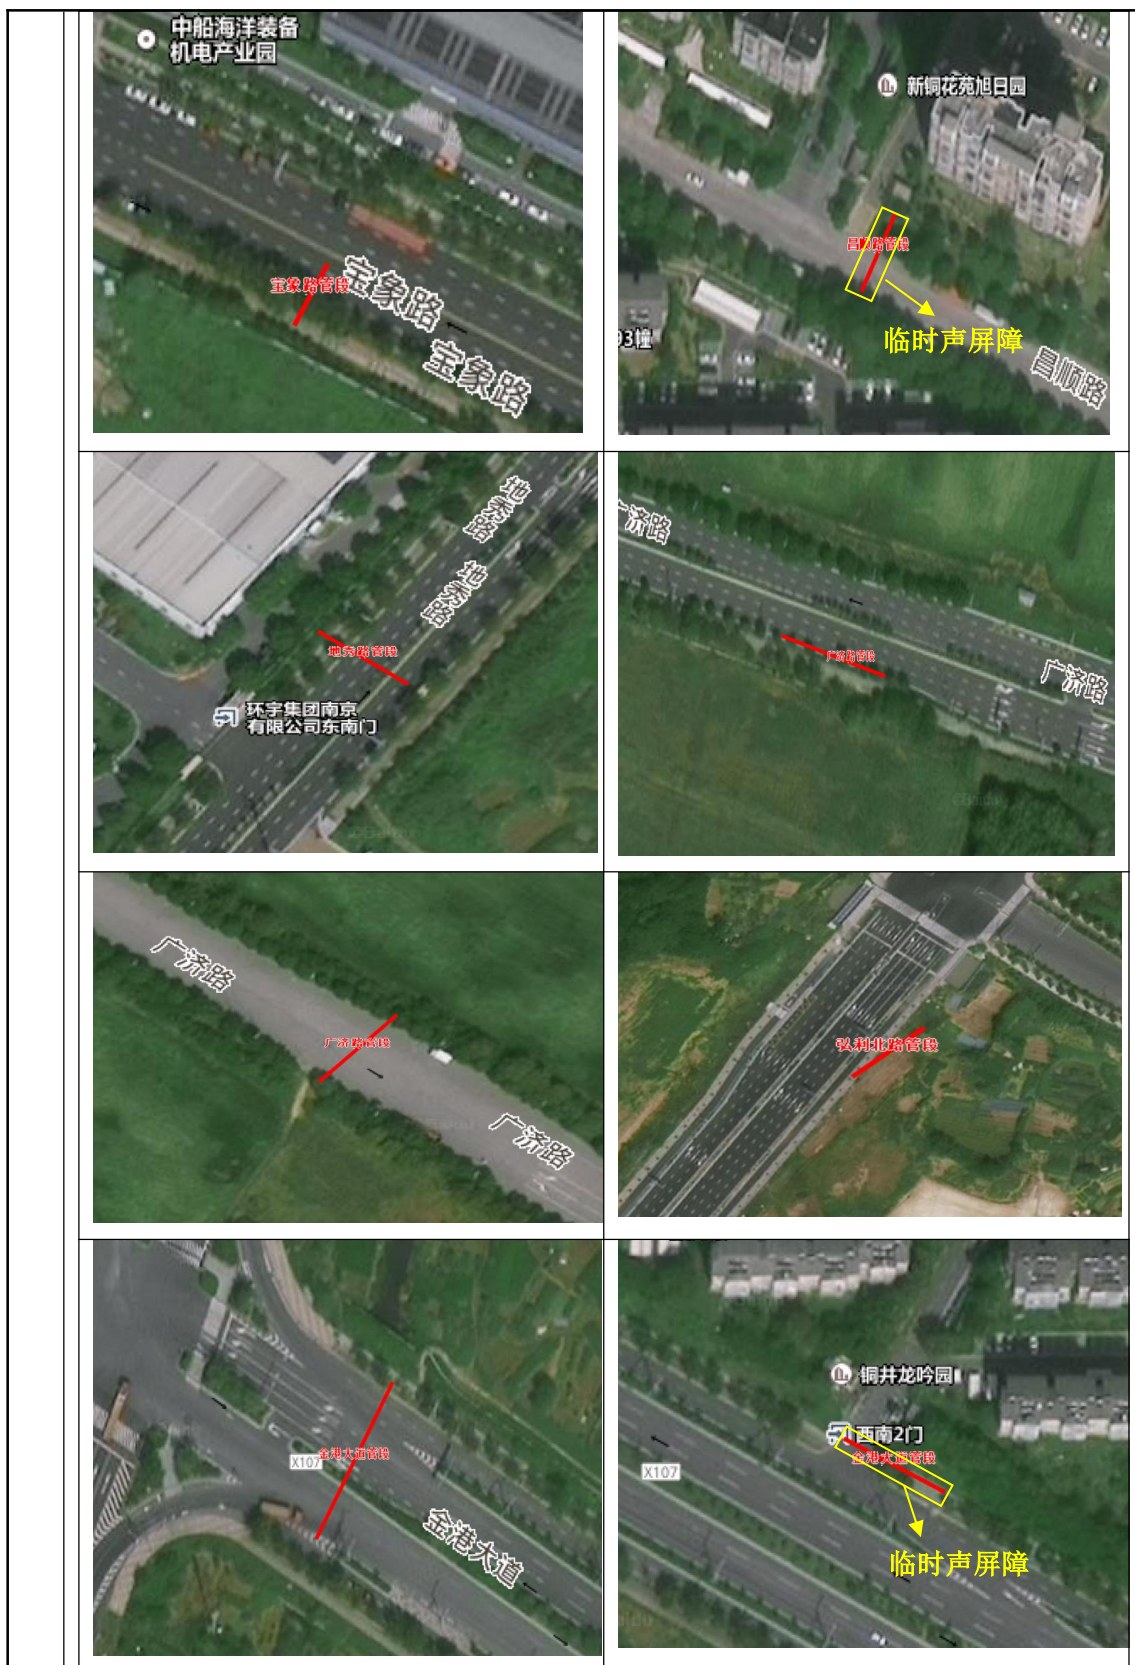 中船海洋装备
机电产业园
宝象路管段
宝象路
宝象路
新铜花苑旭日园
昌顺路管段
临时声屏障
03幢
昌顺路
地秀路
地秀路
地秀路管段
环宇集团南京
有限公司东南门
广济路
广济路管段
广济路
广济路
广济路管段
广济路
弘利北路管段
X107
金港大道管段
金港大道
铜井龙吟园
西南2门
金港大道管段
X107
临时声屏障